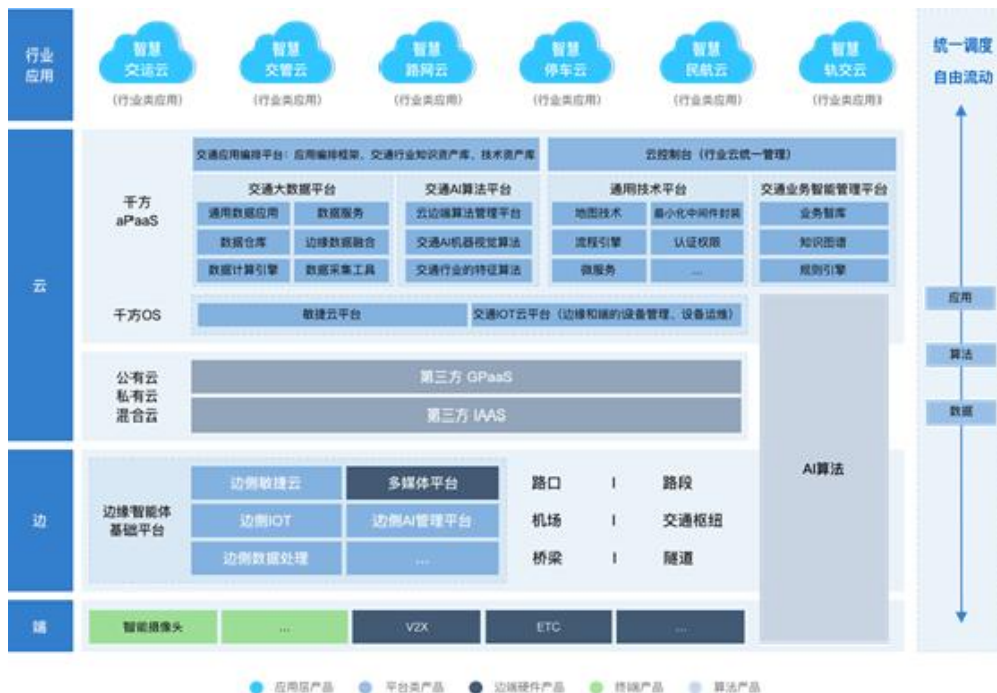 行业
应用
智慧
交运云
(行业类应用)
智慧
交管云
(行业类应用)
智慧
路网云
(行业类应用)
智慧
停车云
(行业类应用)
智慧
民航云
(行业类应用)
智慧
轨交云
(行业类应用)
统一调度
自由流动
应用
算法
数据
云
千方
aPaaS
交通应用编排平台：应用编排框架、交通行业知识资产库、技术资产库
云控制台（行业云统一管理）
交通大数据平台
通用数据应用
数据服务
数据仓库
边缘数据融合
数据计算引擎
数据采集工具
交通AI算法平台
云边端算法管理平台
交通AI机器视觉算法
交通行业的特征算法
通用技术平台
地图技术
最小化中间件封装
流程引擎
认证权限
微服务
...
交通业务智能管理平台
业务智库
知识图谱
规则引擎
千方OS
敏捷云平台
交通IOT云平台（边缘和端的设备管理、设备运维）
公有云
私有云
混合云
第三方 GPaaS
第三方 IAAS
AI算法
边
边缘智能体
基础平台
边侧敏捷云
多媒体平台
边侧IOT
边侧AI管理平台
边侧数据处理
...
路口 | 路段
机场 | 交通枢纽
桥梁 | 隧道
端
智能摄像头
...
V2X
ETC
...
应用层产品
平台类产品
边端硬件产品
终端产品
算法产品